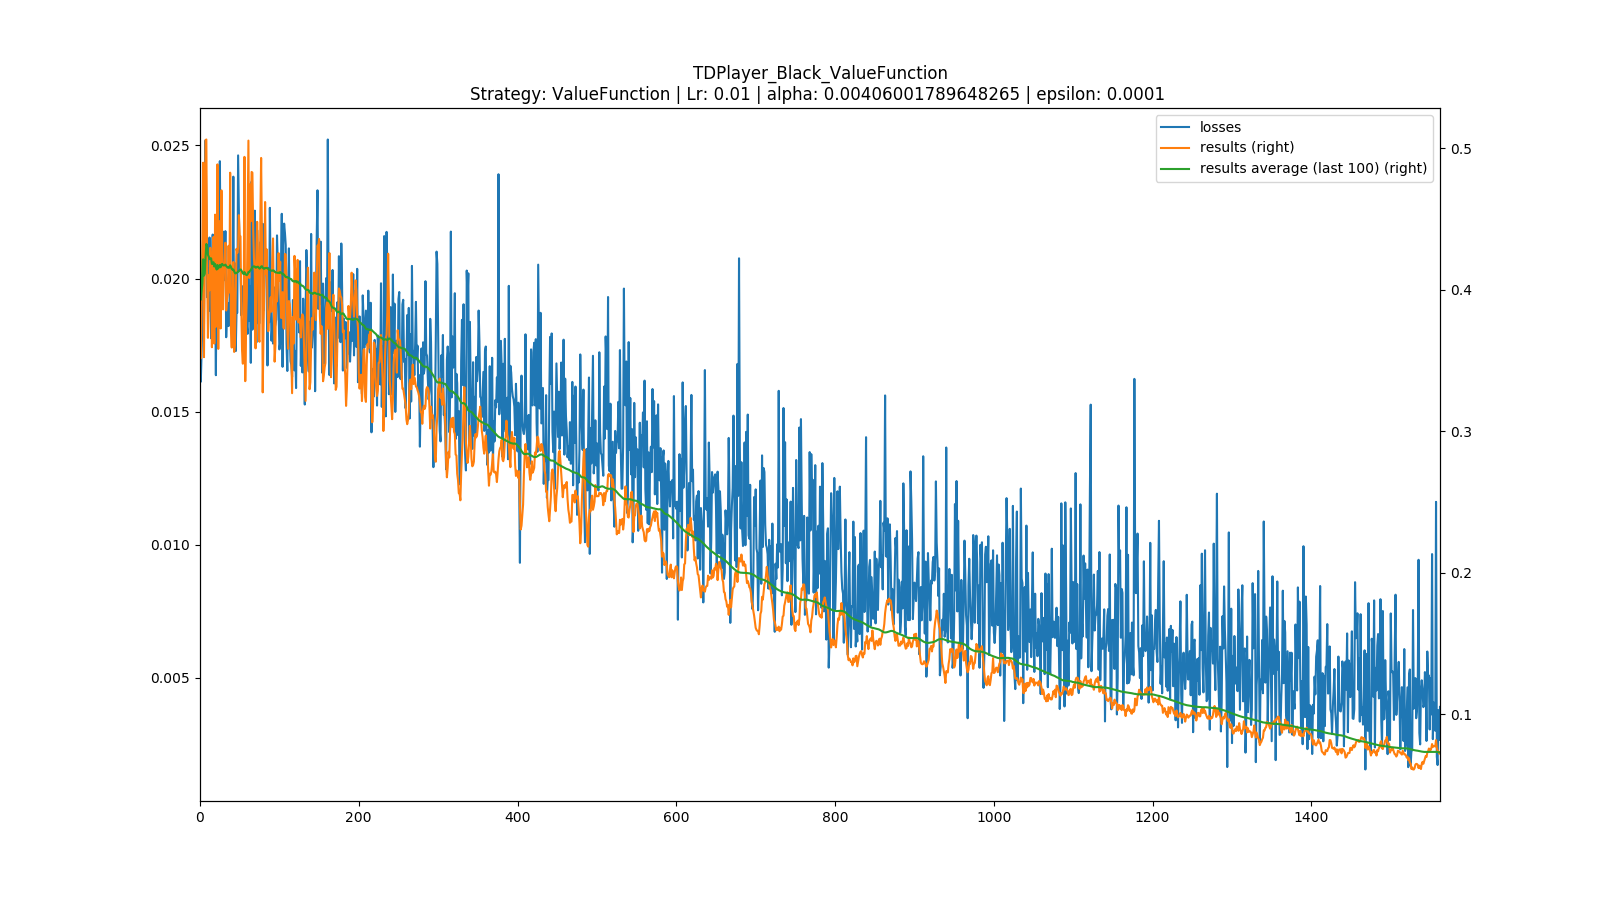 TDPlayer_Black_ValueFunction
Strategy: ValueFunction | Lr: 0.01 | alpha: 0.00406001789648265 | epsilon: 0.0001
losses
results (right)
results average (last 100) (right)
0.025
0.020
0.015
0.010
0.005
0.5
0.4
0.3
0.2
0.1
0 200 400 600 800 1000 1200 1400